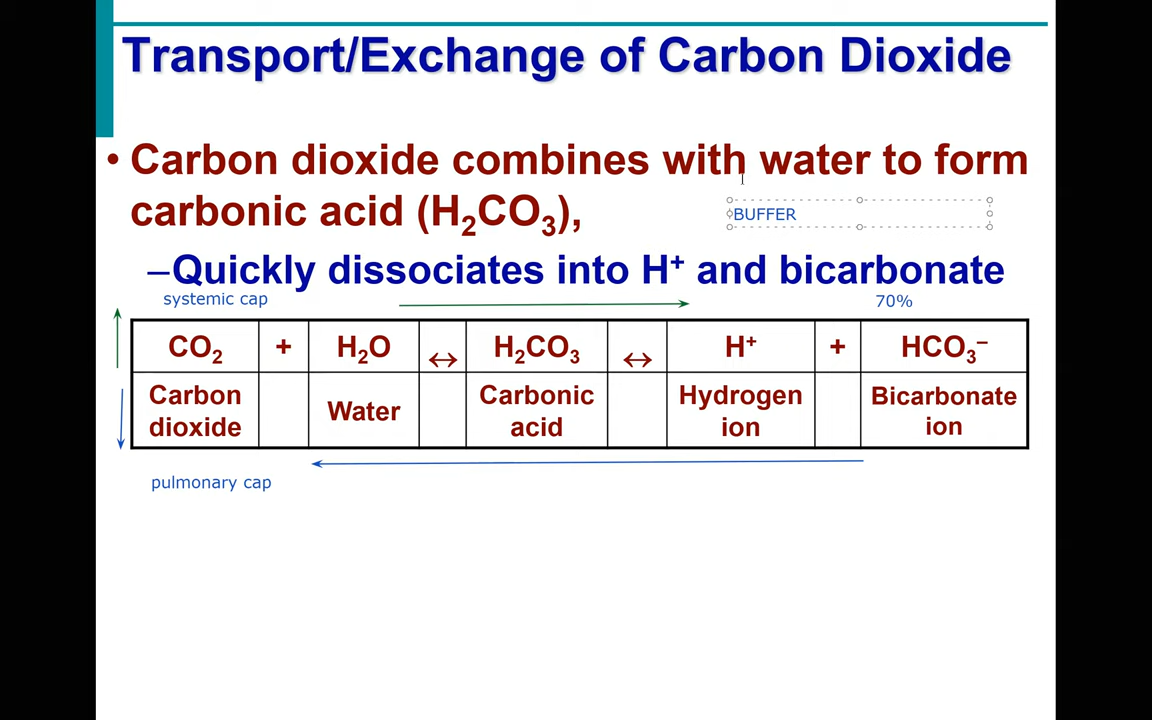 Transport/Exchange of Carbon Dioxide
• Carbon dioxide combines with water to form
carbonic acid (H₂CO₃),
BUFFER
–Quickly dissociates into H⁺ and bicarbonate
systemic cap
70%
CO₂ + H₂O ↔ H₂CO₃ ↔ H⁺ + HCO₃⁻
Carbon dioxide Water Carbonic acid Hydrogen ion Bicarbonate ion
pulmonary cap